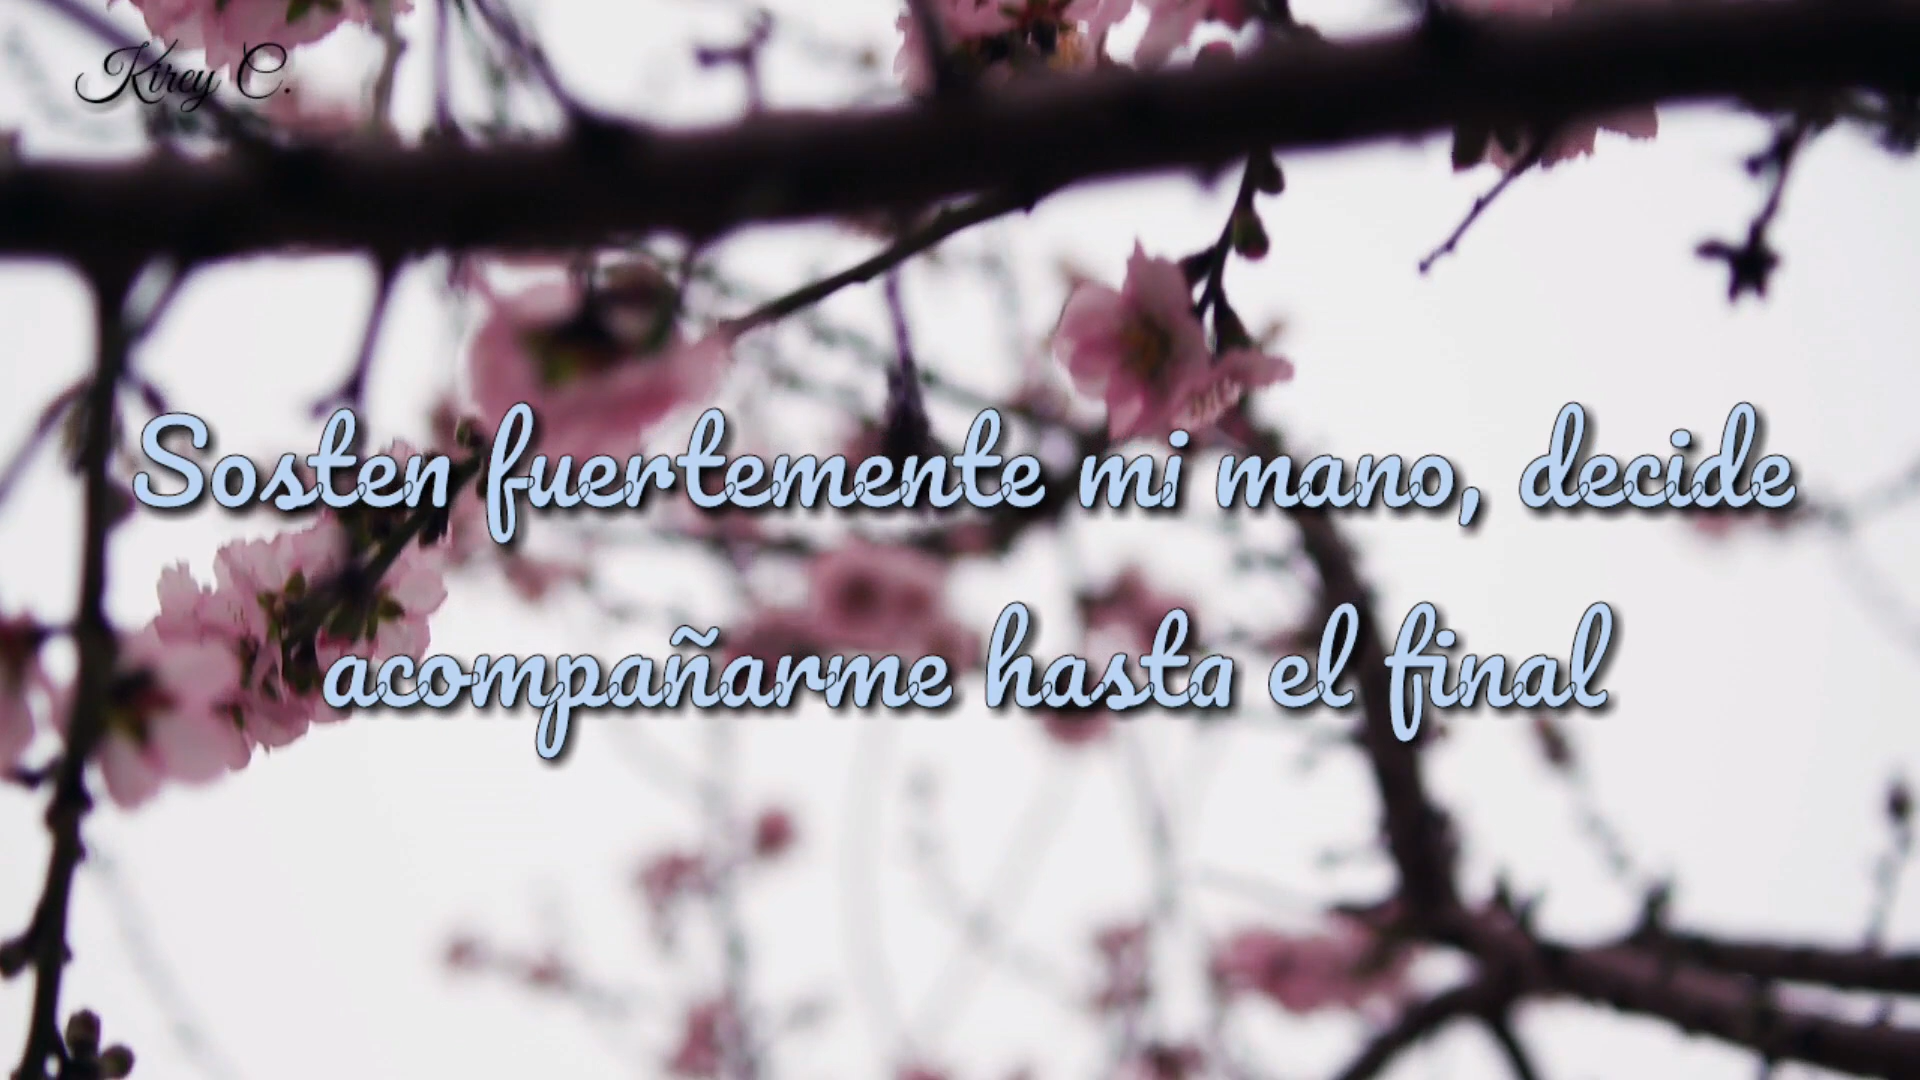 Kirey C.
Sosten fuertemente mi mano, decide
acompañarme hasta el final